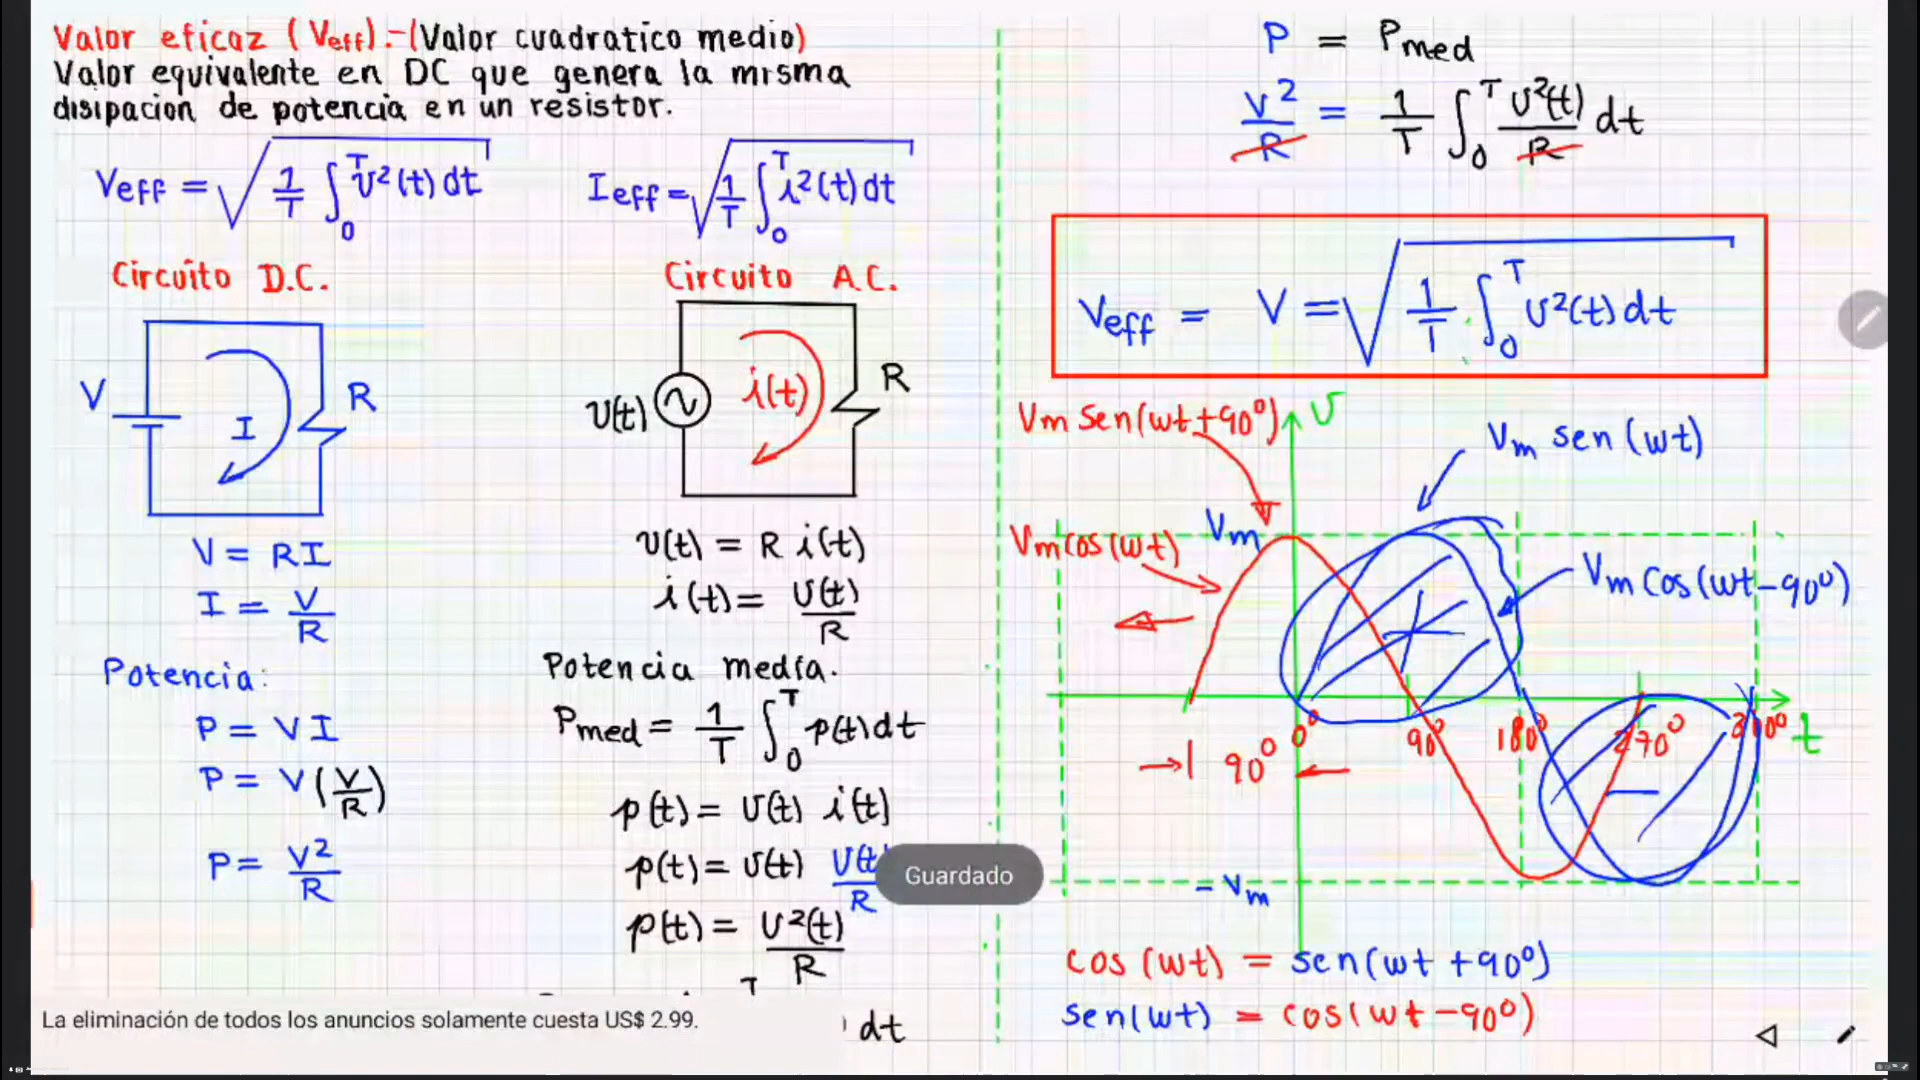 Valor eficaz (Veff).-(Valor cuadratico medio)
Valor equivalente en DC que genera la misma
disipacion de potencia en un resistor.
Veff = √(1/T ∫₀ᵀ v²(t) dt)
Ieff = √(1/T ∫₀ᵀ i²(t) dt)
Circuito D.C.
V
I
R
V = RI
I = V/R
Potencia:
P = VI
P = V(V/R)
P = V²/R
Circuito A.C.
v(t)
i(t)
R
v(t) = R i(t)
i(t) = v(t)/R
Potencia media.
Pmed = 1/T ∫₀ᵀ p(t) dt
p(t) = v(t) i(t)
p(t) = v(t) v(t)/R
p(t) = v²(t)/R
T
dt
P = Pmed
V²/R = 1/T ∫₀ᵀ v²(t)/R dt
Veff = V = √(1/T ∫₀ᵀ v²(t) dt)
Vm sen(wt+90°)
v
Vm sen(wt)
Vm cos(wt)
Vm
Vm cos(wt-90°)
+
0° 90° 180° 270° t
90°
-
-Vm
cos(wt) = sen(wt+90°)
sen(wt) = cos(wt-90°)
Guardado
La eliminación de todos los anuncios solamente cuesta US$ 2.99.